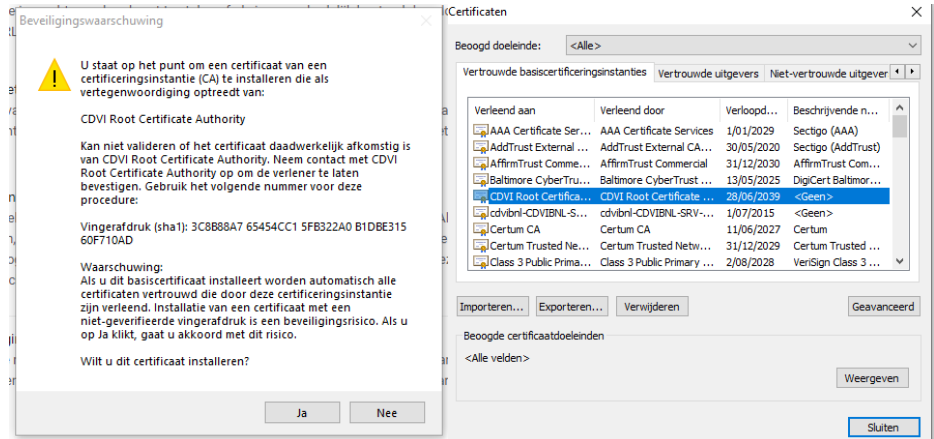 Beveiligingswaarschuwing
U staat op het punt om een certificaat van een
certificeringsinstantie (CA) te installeren die als
vertegenwoordiging optreedt van:
CDVI Root Certificate Authority
Kan niet valideren of het certificaat daadwerkelijk afkomstig is
van CDVI Root Certificate Authority. Neem contact met CDVI
Root Certificate Authority op om de verlener te laten
bevestigen. Gebruik het volgende nummer voor deze
procedure:
Vingerafdruk (sha1): 3C8B88A7 65454CC1 5FB322A0 B1DBE315
60F710AD
Waarschuwing:
Als u dit basiscertificaat installeert worden automatisch alle
certificaten vertrouwd die door deze certificeringsinstantie
zijn verleend. Installatie van een certificaat met een
niet-geverifieerde vingerafdruk is een beveiligingsrisico. Als u
op Ja klikt, gaat u akkoord met dit risico.
Wilt u dit certificaat installeren?
Ja Nee
Certificaten
Beoogd doeleinde: <Alle>
Vertrouwde basiscertificeringsinstanties Vertrouwde uitgevers Niet-vertrouwde uitgever
Verleend aan Verleend door Verloopd... Beschrijvende n...
AAA Certificate Ser... AAA Certificate Services 1/01/2029 Sectigo (AAA)
AddTrust External ... AddTrust External CA... 30/05/2020 Sectigo (AddTrust)
AffirmTrust Comme... AffirmTrust Commercial 31/12/2030 AffirmTrust Com...
Baltimore CyberTru... Baltimore CyberTrust ... 13/05/2025 DigiCert Baltimor...
CDVI Root Certifica... CDVI Root Certificate ... 28/06/2039 <Geen>
cdvibnl-CDVIBNL-S... cdvibnl-CDVIBNL-SRV-... 1/07/2015 <Geen>
Certum CA Certum CA 11/06/2027 Certum
Certum Trusted Ne... Certum Trusted Netw... 31/12/2029 Certum Trusted ...
Class 3 Public Prima... Class 3 Public Primary ... 2/08/2028 VeriSign Class 3 ...
Importeren... Exporteren... Verwijderen Geavanceerd
Beoogde certificaatdoeleinden
<Alle velden>
Weergeven
Sluiten